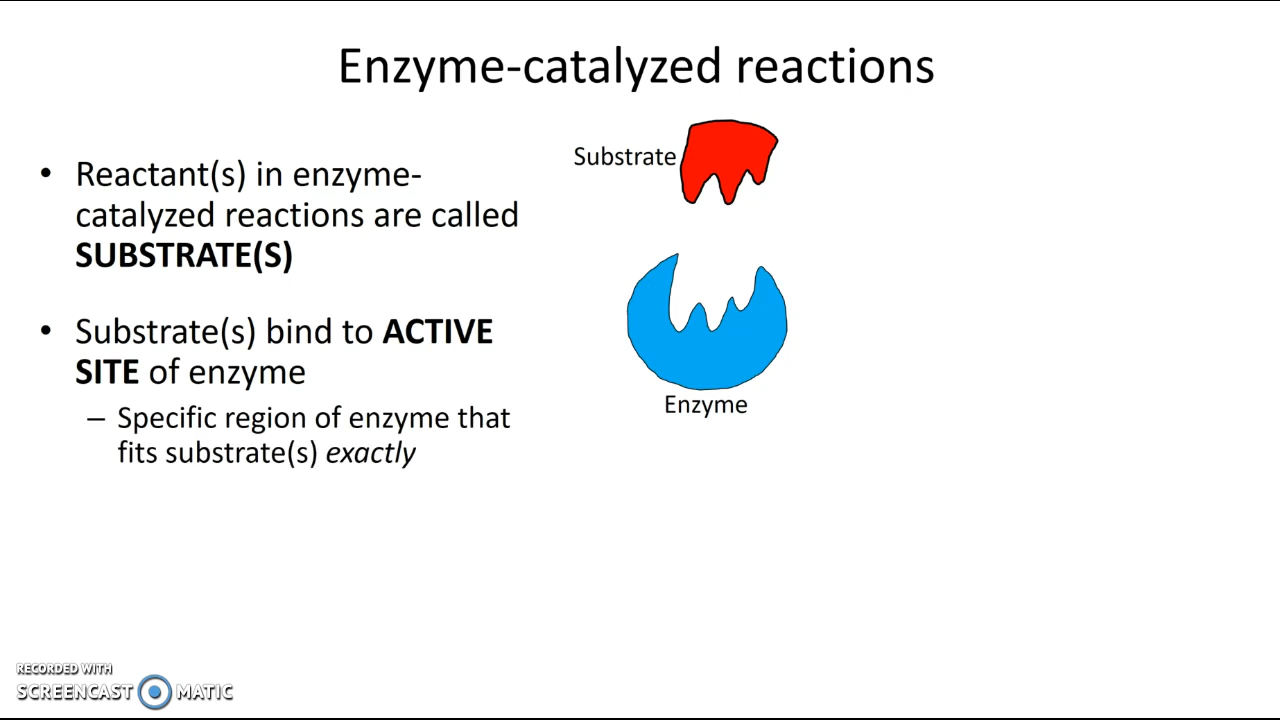 Enzyme-catalyzed reactions
• Reactant(s) in enzyme-
catalyzed reactions are called
SUBSTRATE(S)
• Substrate(s) bind to ACTIVE
SITE of enzyme
– Specific region of enzyme that
fits substrate(s) exactly
Substrate
Enzyme
RECORDED WITH
SCREENCAST MATIC